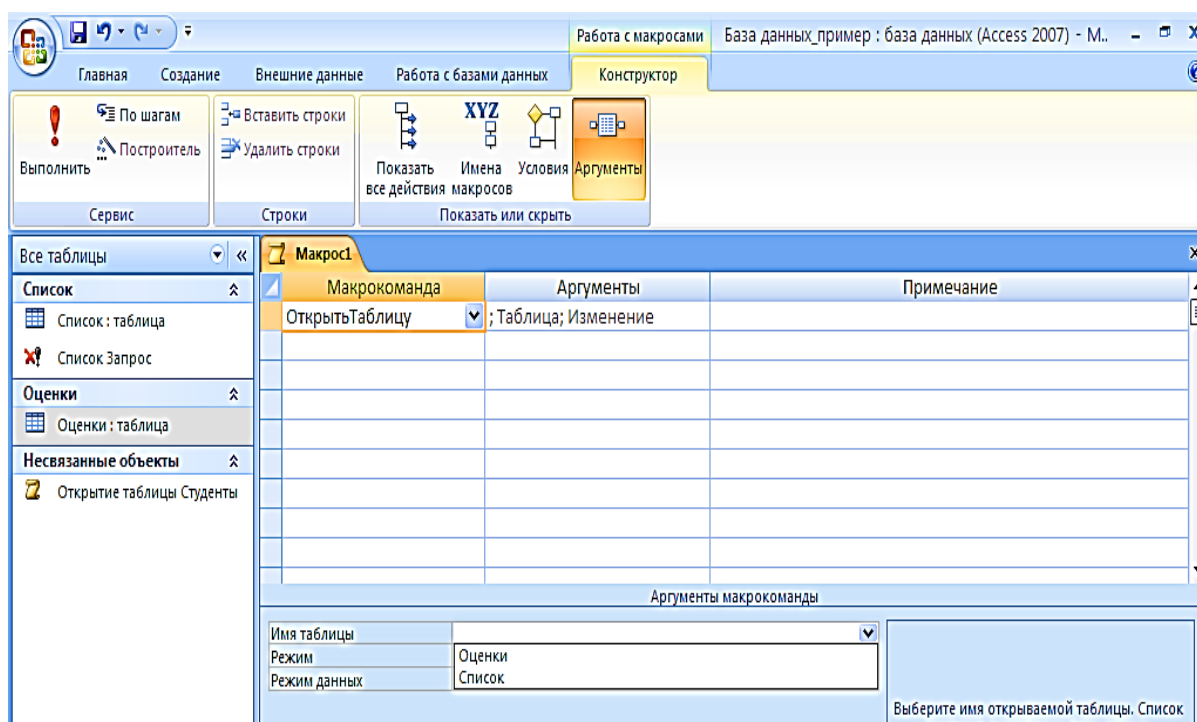 Работа с макросами
База данных_пример : база данных (Access 2007) - М..
Главная Создание Внешние данные Работа с базами данных Конструктор
Выполнить
По шагам
Построитель
Сервис
Вставить строки
Удалить строки
Строки
Показать все действия
XYZ
Имена макросов
Условия
Аргументы
Показать или скрыть
Все таблицы
Список
Список : таблица
Список Запрос
Оценки
Оценки : таблица
Несвязанные объекты
Открытие таблицы Студенты
Макрос1
Макрокоманда Аргументы Примечание
ОткрытьТаблицу ; Таблица; Изменение
Аргументы макрокоманды
Имя таблицы
Режим
Режим данных
Оценки
Список
Выберите имя открываемой таблицы. Список